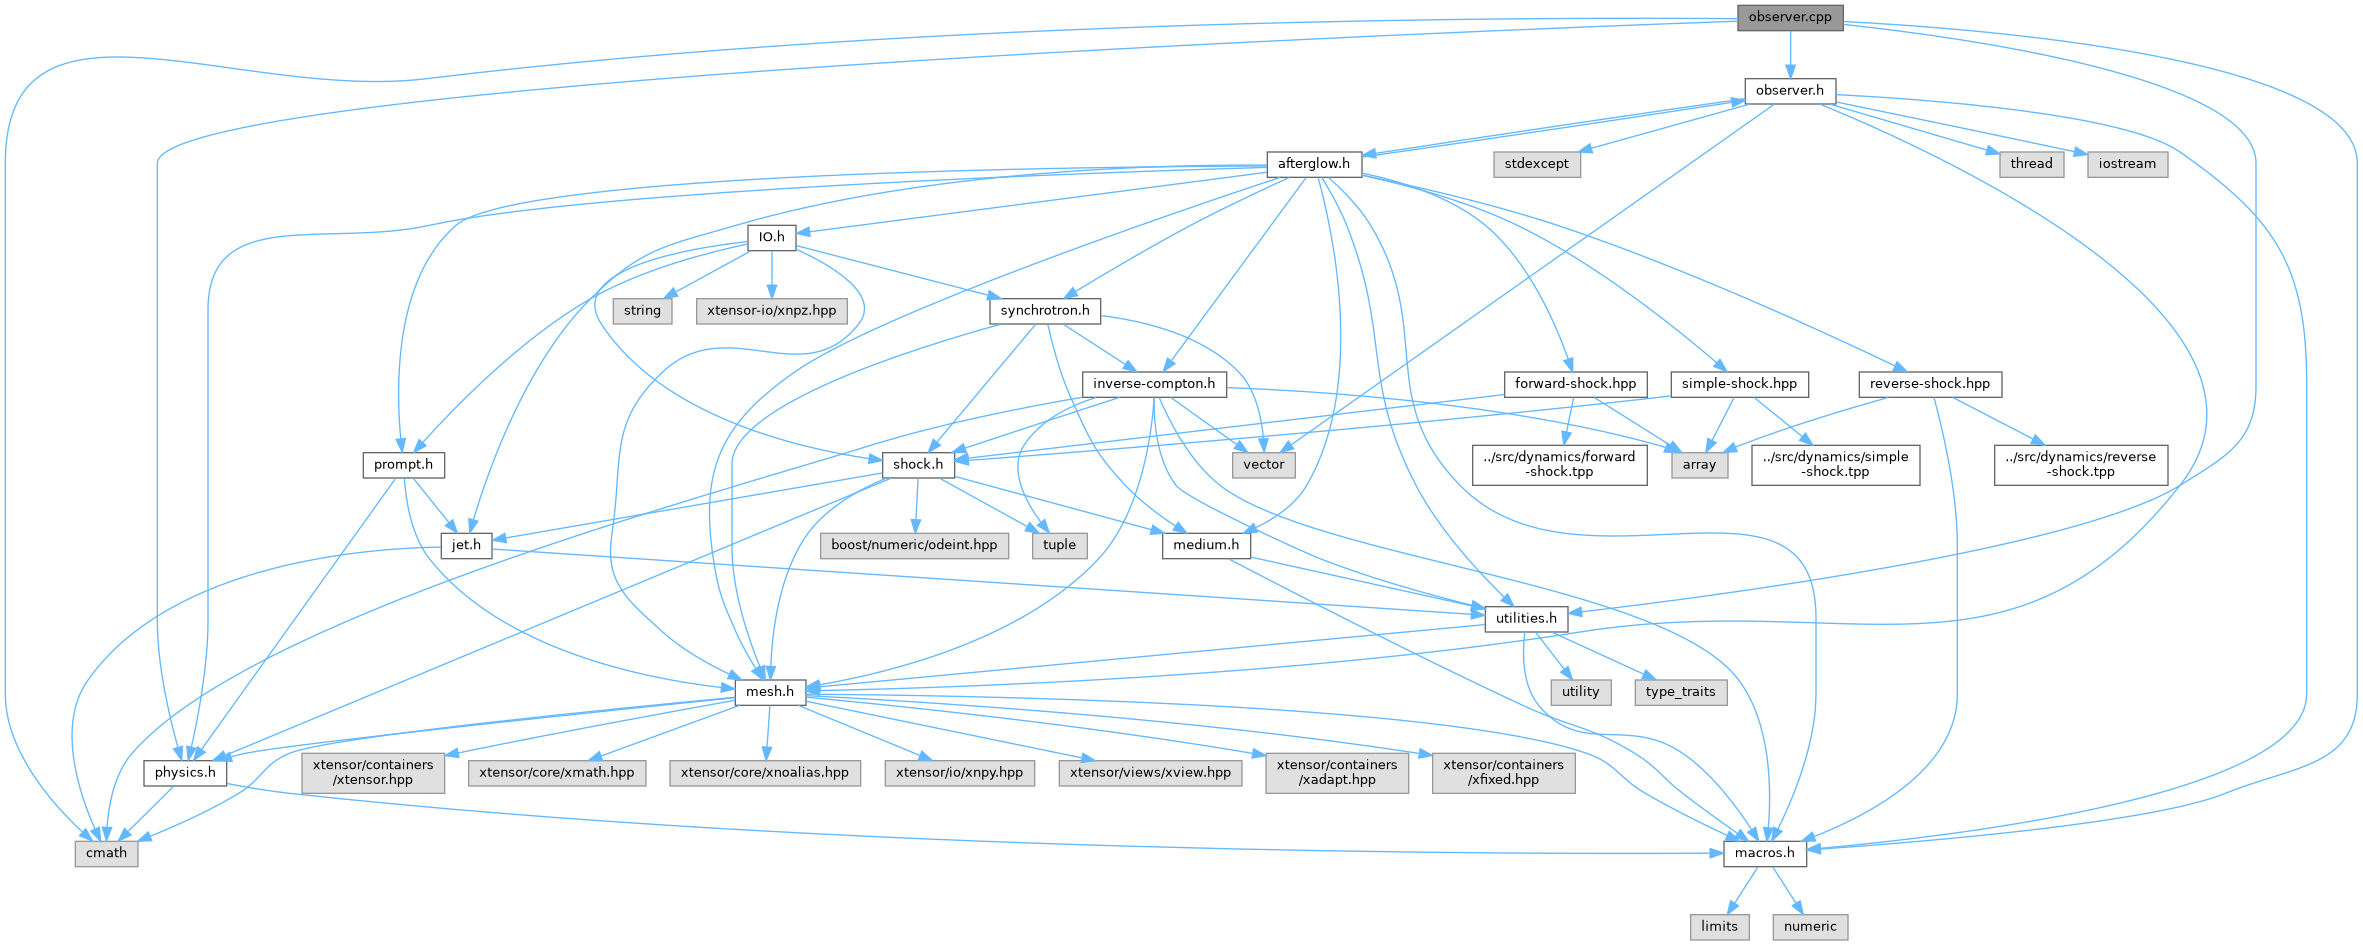 observer.cpp
observer.h
afterglow.h
stdexcept
thread
iostream
IO.h
string
xtensor-io/xnpz.hpp
synchrotron.h
inverse-compton.h
forward-shock.hpp
simple-shock.hpp
reverse-shock.hpp
prompt.h
shock.h
vector
../src/dynamics/forward
-shock.tpp
array
../src/dynamics/simple
-shock.tpp
../src/dynamics/reverse
-shock.tpp
jet.h
boost/numeric/odeint.hpp
tuple
medium.h
utilities.h
mesh.h
utility
type_traits
physics.h
xtensor/containers
/xtensor.hpp
xtensor/core/xmath.hpp
xtensor/core/xnoalias.hpp
xtensor/io/xnpy.hpp
xtensor/views/xview.hpp
xtensor/containers
/xadapt.hpp
xtensor/containers
/xfixed.hpp
cmath
macros.h
limits
numeric